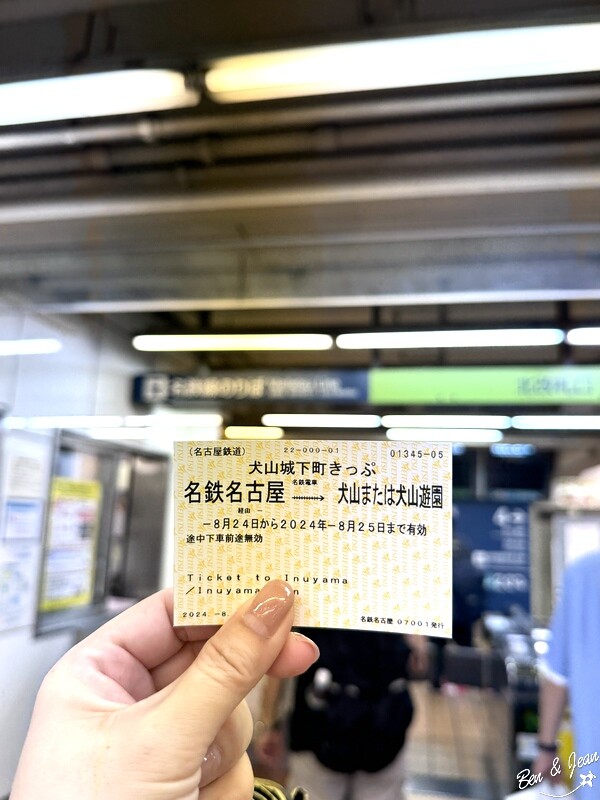 (名古屋鉄道) 22-000-01 01345-05
犬山城下町きっぷ
名鉄名古屋 名鉄電車 犬山または犬山遊園
経由 ー
-8月24日から2024年-8月25日まで有効
途中下車前途無効
Ticket to Inuyama
/Inuyama
2024.-8.
名鉄名古屋 07001発行
Ben & Jean